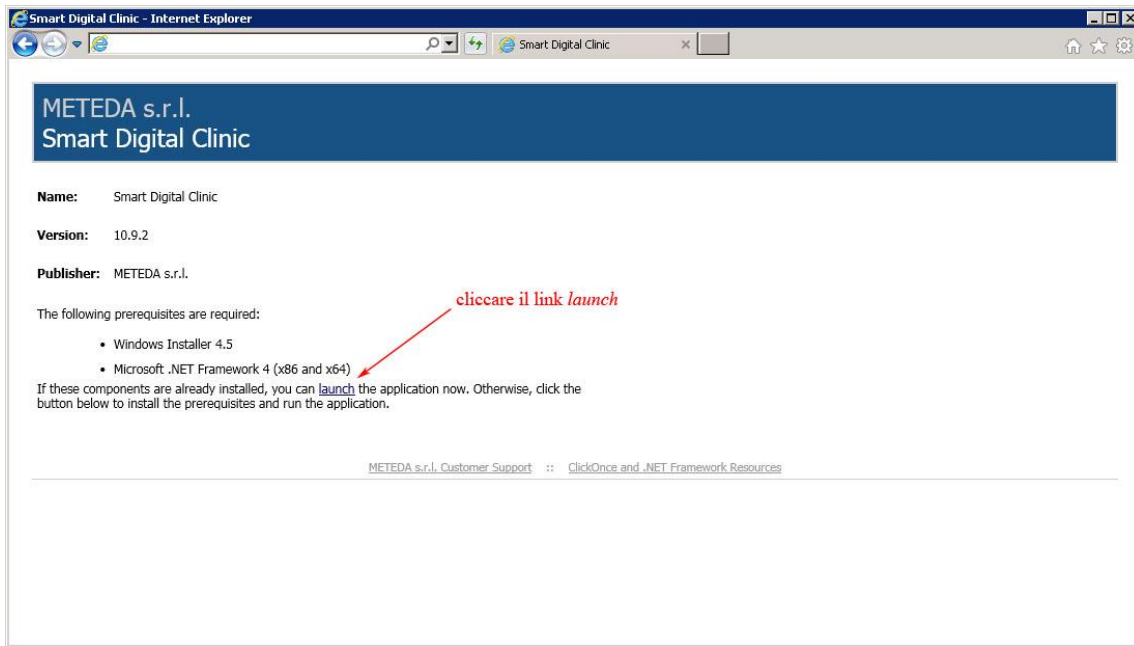 Smart Digital Clinic - Internet Explorer
Smart Digital Clinic
METEDA s.r.l.
Smart Digital Clinic
Name: Smart Digital Clinic
Version: 10.9.2
Publisher: METEDA s.r.l.
cliccare il link launch
The following prerequisites are required:
• Windows Installer 4.5
• Microsoft .NET Framework 4 (x86 and x64)
If these components are already installed, you can launch the application now. Otherwise, click the
button below to install the prerequisites and run the application.
METEDA s.r.l. Customer Support :: ClickOnce and .NET Framework Resources